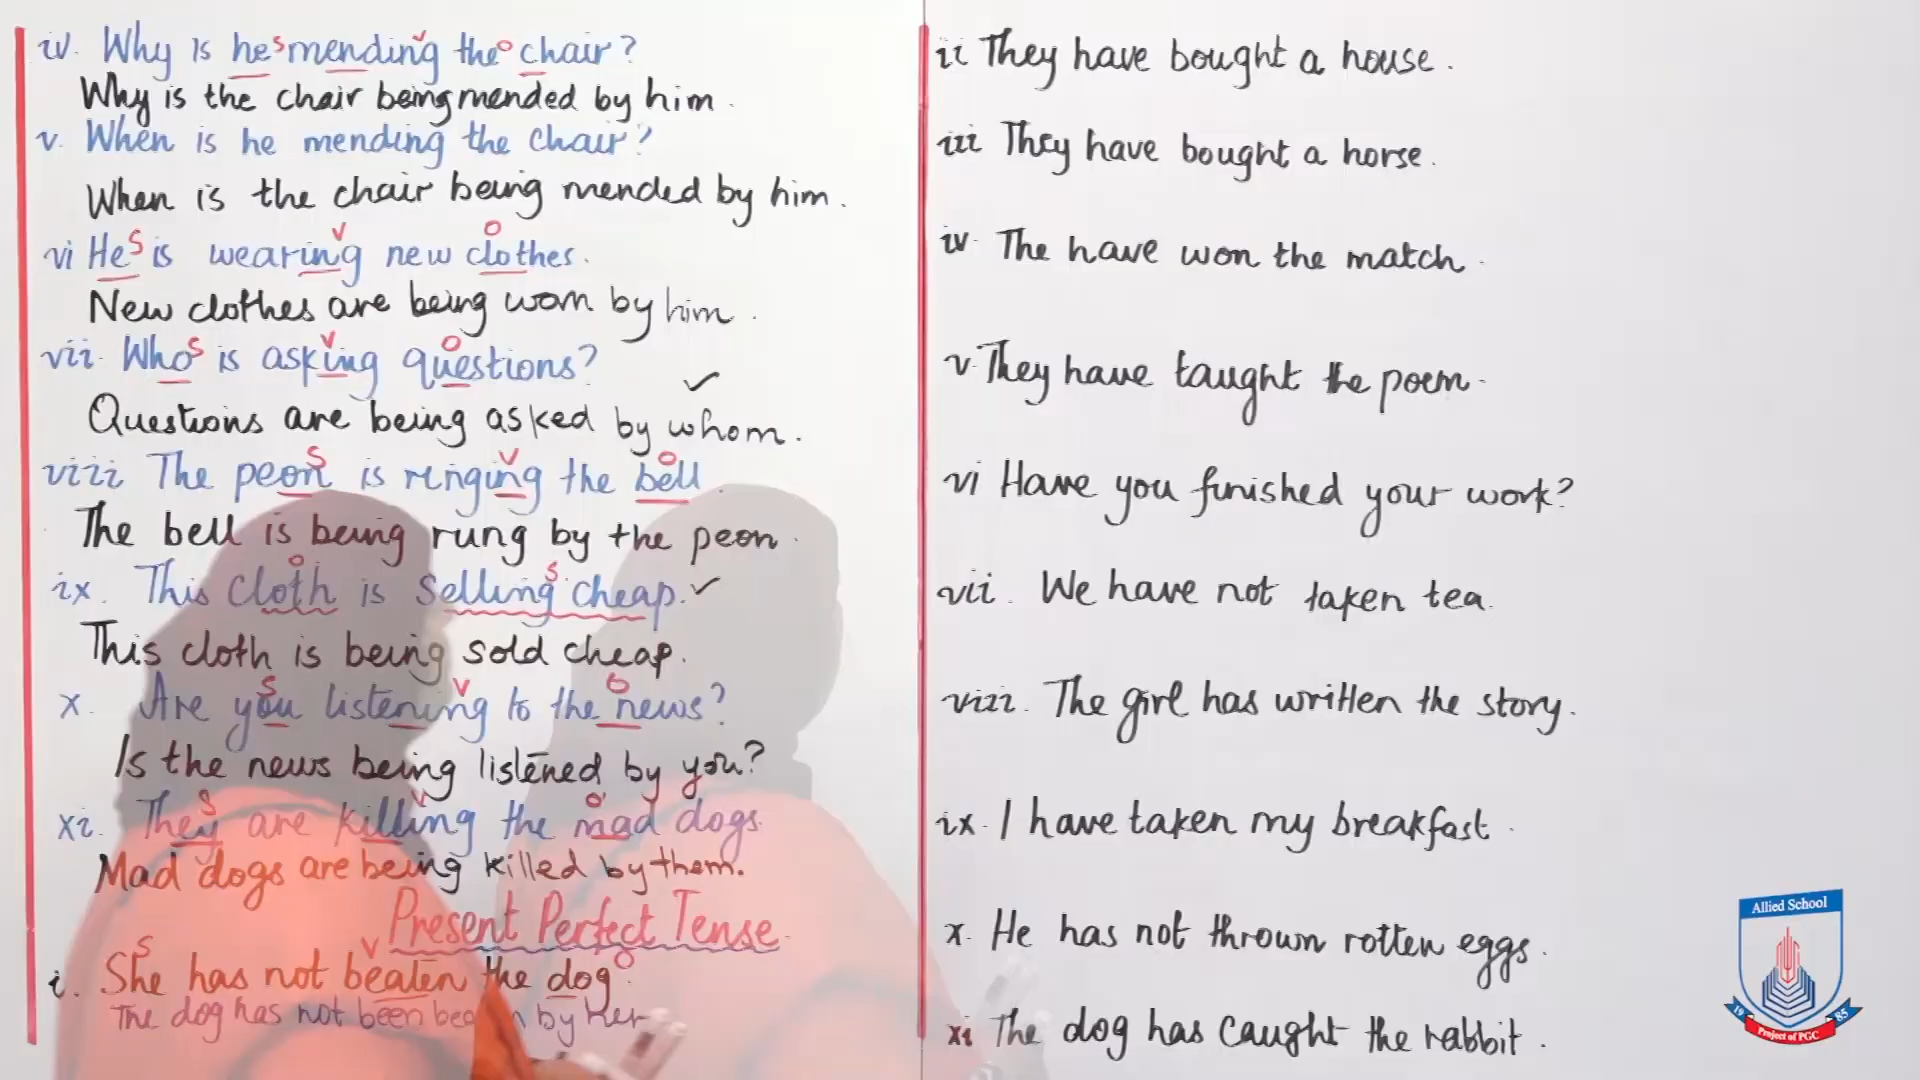 iv. Why is he mending the chair?
Why is the chair being mended by him.
v. When is he mending the chair?
When is the chair being mended by him.
vi He is wearing new clothes.
New clothes are being worn by him.
vii. Who is asking questions?
Questions are being asked by whom.
viii The peon is ringing the bell
The bell is being rung by the peon.
ix. This cloth is selling cheap.
This cloth is being sold cheap.
x. Are you listening to the news?
Is the news being listened by you?
xi. They are killing the mad dogs.
Mad dogs are being killed by them.
Present Perfect Tense
i. She has not beaten the dog
The dog has not been by her
ii They have bought a house.
iii They have bought a horse.
iv The have won the match.
v They have taught the poem.
vi Have you finished your work?
vii. We have not taken tea.
viii. The girl has written the story.
ix. I have taken my breakfast.
x. He has not thrown rotten eggs.
xi The dog has caught the rabbit.
Allied School
19 85
Project of PGC